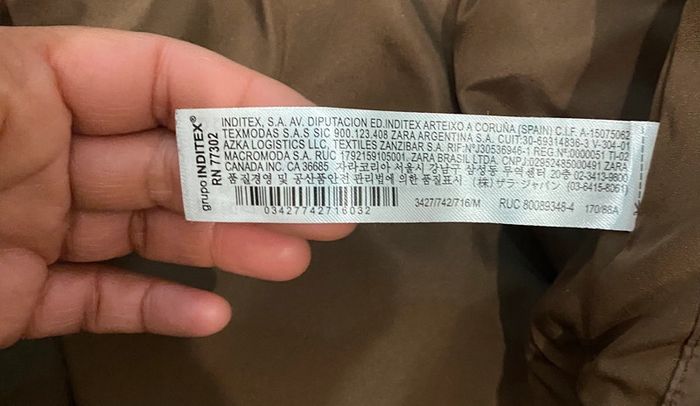 grupo INDITEX®
RN 77302
INDITEX, S.A. AV. DIPUTACION ED.INDITEX ARTEIXO A CORUÑA (SPAIN) C.I.F. A-15075062
TEXMODAS S.A.S SIC 900.123.408 ZARA ARGENTINA S.A. CUIT:30-69314836-3 V-304-01
AZKA LOGISTICS LLC, TEXTILES ZANZIBAR S.A. RIF:NºJ30536945-1 REG Nº:0000051 TI-02
MACROMODA S.A. RUC 1792159105001. ZARA BRASIL LTDA. CNPJ:02952485000491 ZARA
CANADA INC. CA 36685 자라코리아 서울시 강남구 삼성동 무역센터 20층 02-3413-9800
품질경영 및 공산품안전 관리법에 의한 품질표시 (株) ザラ・ジャパン (03-6415-8061)
03427742716032
3427/742/716/M
RUC 80089348-4
170/88A